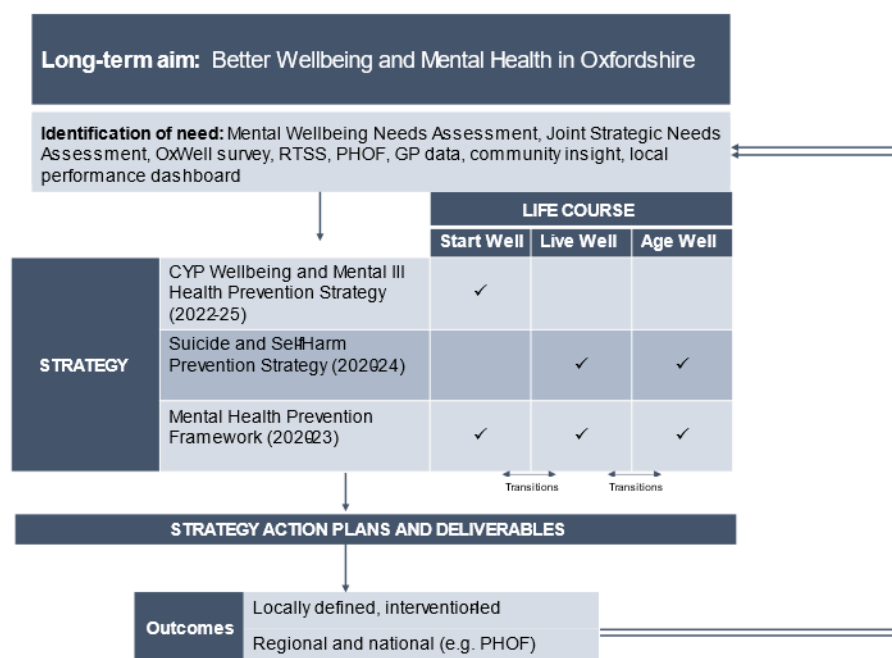 Long-term aim: Better Wellbeing and Mental Health in Oxfordshire
Identification of need: Mental Wellbeing Needs Assessment, Joint Strategic Needs
Assessment, OxWell survey, RTSS, PHOF, GP data, community insight, local
performance dashboard
LIFE COURSE
Start Well Live Well Age Well
STRATEGY
CYP Wellbeing and Mental Ill
Health Prevention Strategy
(2022-25)
✓
Suicide and Self-Harm
Prevention Strategy (2020-24)
✓ ✓
Mental Health Prevention
Framework (2020-23)
✓ ✓ ✓
Transitions Transitions
STRATEGY ACTION PLANS AND DELIVERABLES
Outcomes
Locally defined, intervention-led
Regional and national (e.g. PHOF)